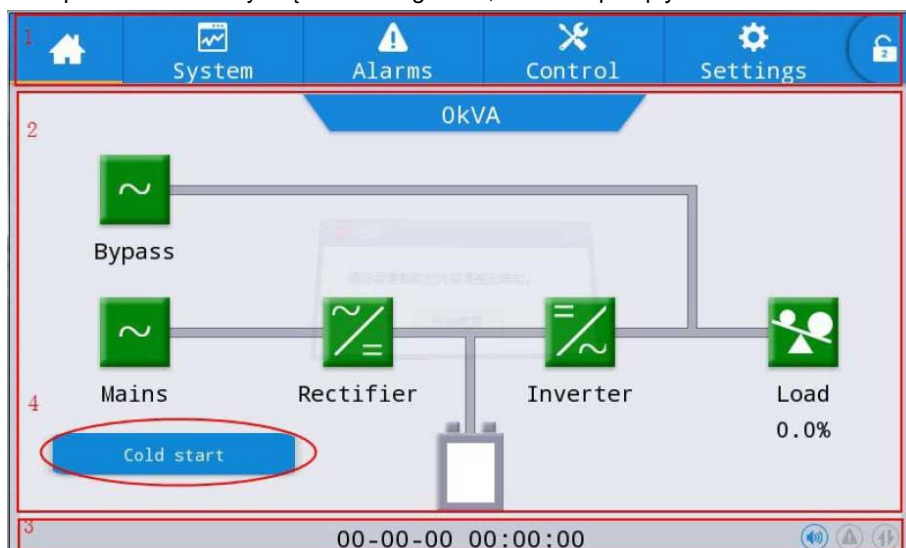 1
System
Alarms
Control
Settings
2
2
0kVA
Bypass
Mains
Rectifier
Inverter
Load
0.0%
4
Cold start
3
00-00-00 00:00:00